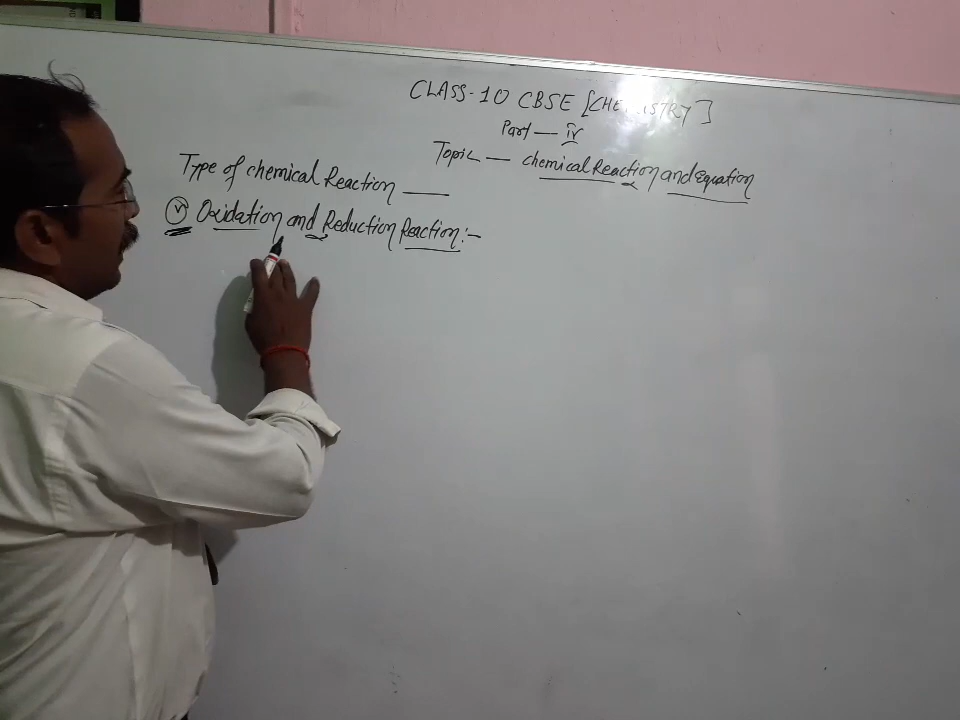 CLASS-10 CBSE [CHEMISTRY]
Part — iv
Topic — chemical Reaction and Equation
Type of chemical Reaction —
(v) Oxidation and Reduction Reaction:-